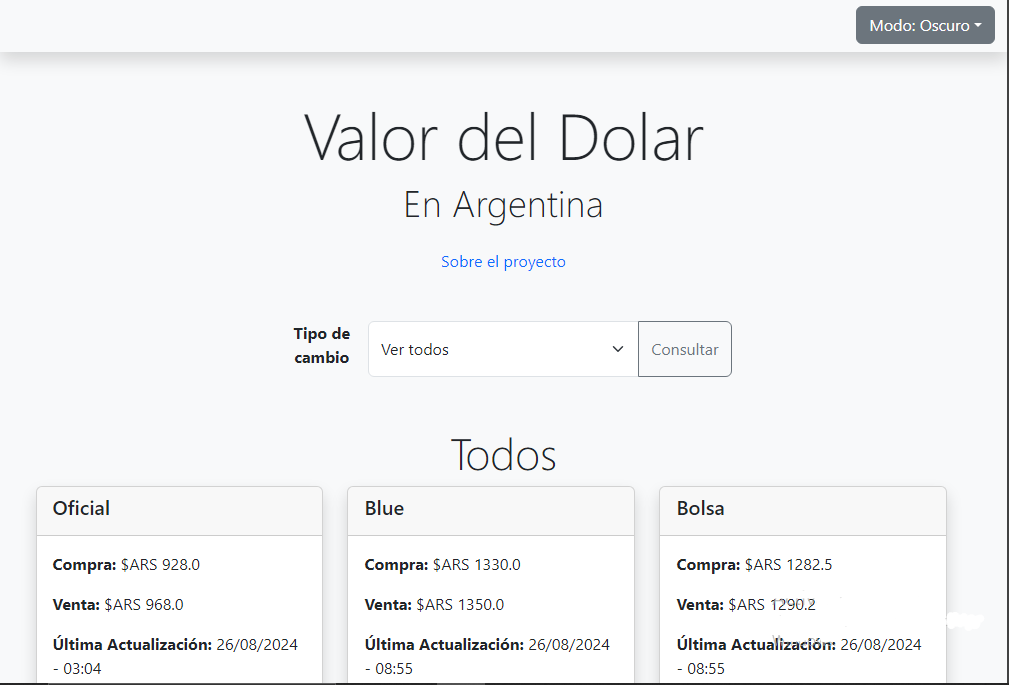 Modo: Oscuro
Valor del Dolar
En Argentina
Sobre el proyecto
Tipo de
cambio
Ver todos
Consultar
Todos
Oficial
Compra: $ARS 928.0
Venta: $ARS 968.0
Última Actualización: 26/08/2024
- 03:04
Blue
Compra: $ARS 1330.0
Venta: $ARS 1350.0
Última Actualización: 26/08/2024
- 08:55
Bolsa
Compra: $ARS 1282.5
Venta: $ARS 1290.2
Última Actualización: 26/08/2024
- 08:55